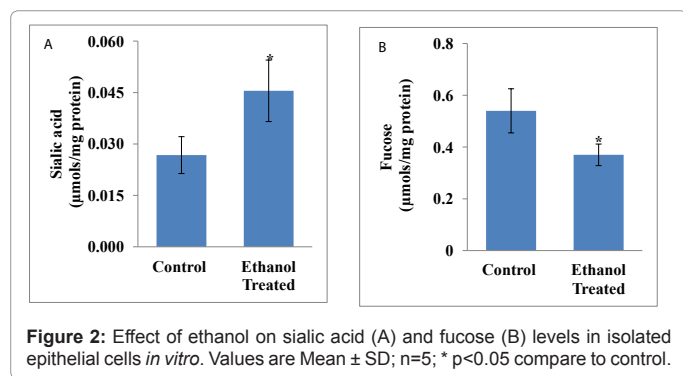 A
Sialic acid
(µmols/mg protein)
0.060
0.045
0.030
0.015
0.000
*
Control
Ethanol
Treated
B
Fucose
(µmols/mg protein)
0.8
0.6
0.4
0.2
0
*
Control
Ethanol
Treated
Figure 2: Effect of ethanol on sialic acid (A) and fucose (B) levels in isolated
epithelial cells in vitro. Values are Mean ± SD; n=5; * p<0.05 compare to control.